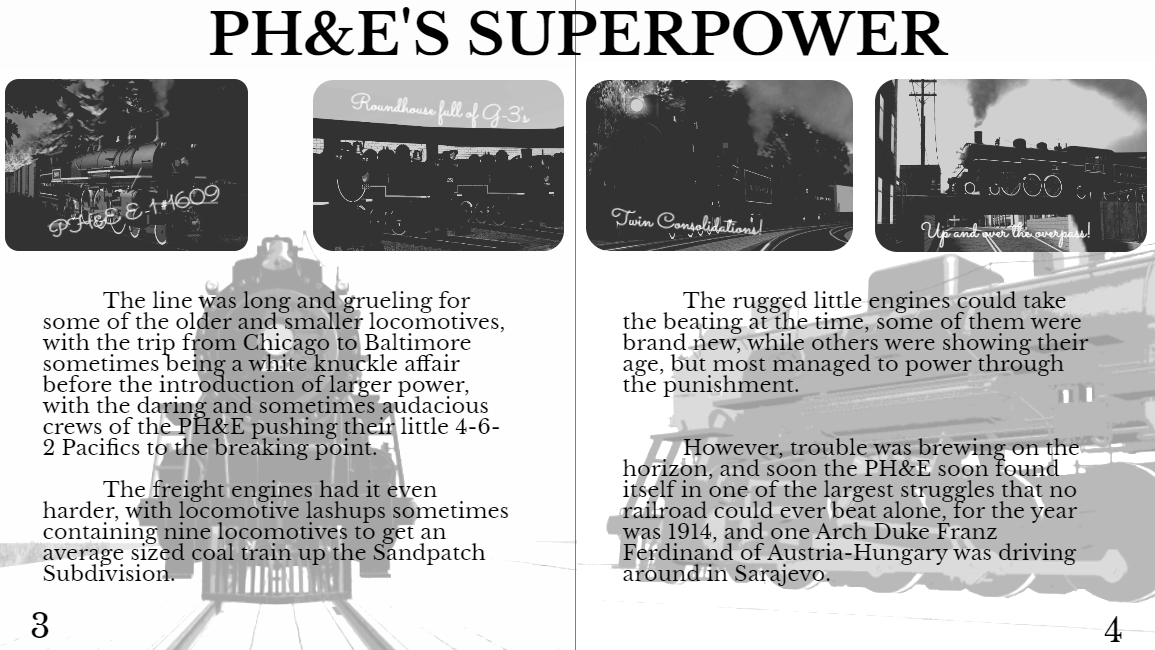 PH&E'S SUPERPOWER
PH&E E-1 #1609
Roundhouse full of G-3's
Twin Consolidations!
Up and over the overpass!
The line was long and grueling for
some of the older and smaller locomotives,
with the trip from Chicago to Baltimore
sometimes being a white knuckle affair
before the introduction of larger power,
with the daring and sometimes audacious
crews of the PH&E pushing their little 4-6-
2 Pacifics to the breaking point.
The freight engines had it even
harder, with locomotive lashups sometimes
containing nine locomotives to get an
average sized coal train up the Sandpatch
Subdivision.
3
The rugged little engines could take
the beating at the time, some of them were
brand new, while others were showing their
age, but most managed to power through
the punishment.
However, trouble was brewing on the
horizon, and soon the PH&E soon found
itself in one of the largest struggles that no
railroad could ever beat alone, for the year
was 1914, and one Arch Duke Franz
Ferdinand of Austria-Hungary was driving
around in Sarajevo.
4